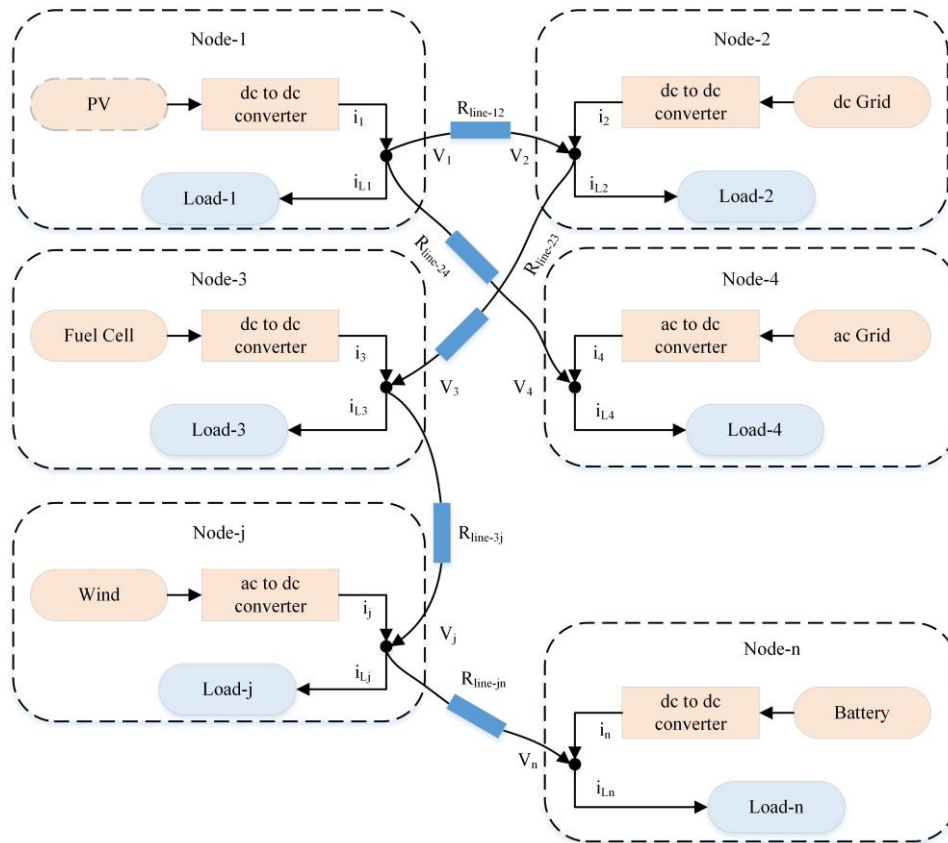 Node-1
PV
dc to dc
converter
i1
iL1
Load-1
Rline-12
V1
V2
Node-2
dc to dc
converter
dc Grid
i2
iL2
Load-2
Rline-24
Rline-23
Node-3
Fuel Cell
dc to dc
converter
i3
iL3
Load-3
V3
V4
Node-4
ac to dc
converter
ac Grid
i4
iL4
Load-4
Rline-3j
Node-j
Wind
ac to dc
converter
ij
iLj
Load-j
Vj
Rline-jn
Vn
Node-n
dc to dc
converter
Battery
in
iLn
Load-n